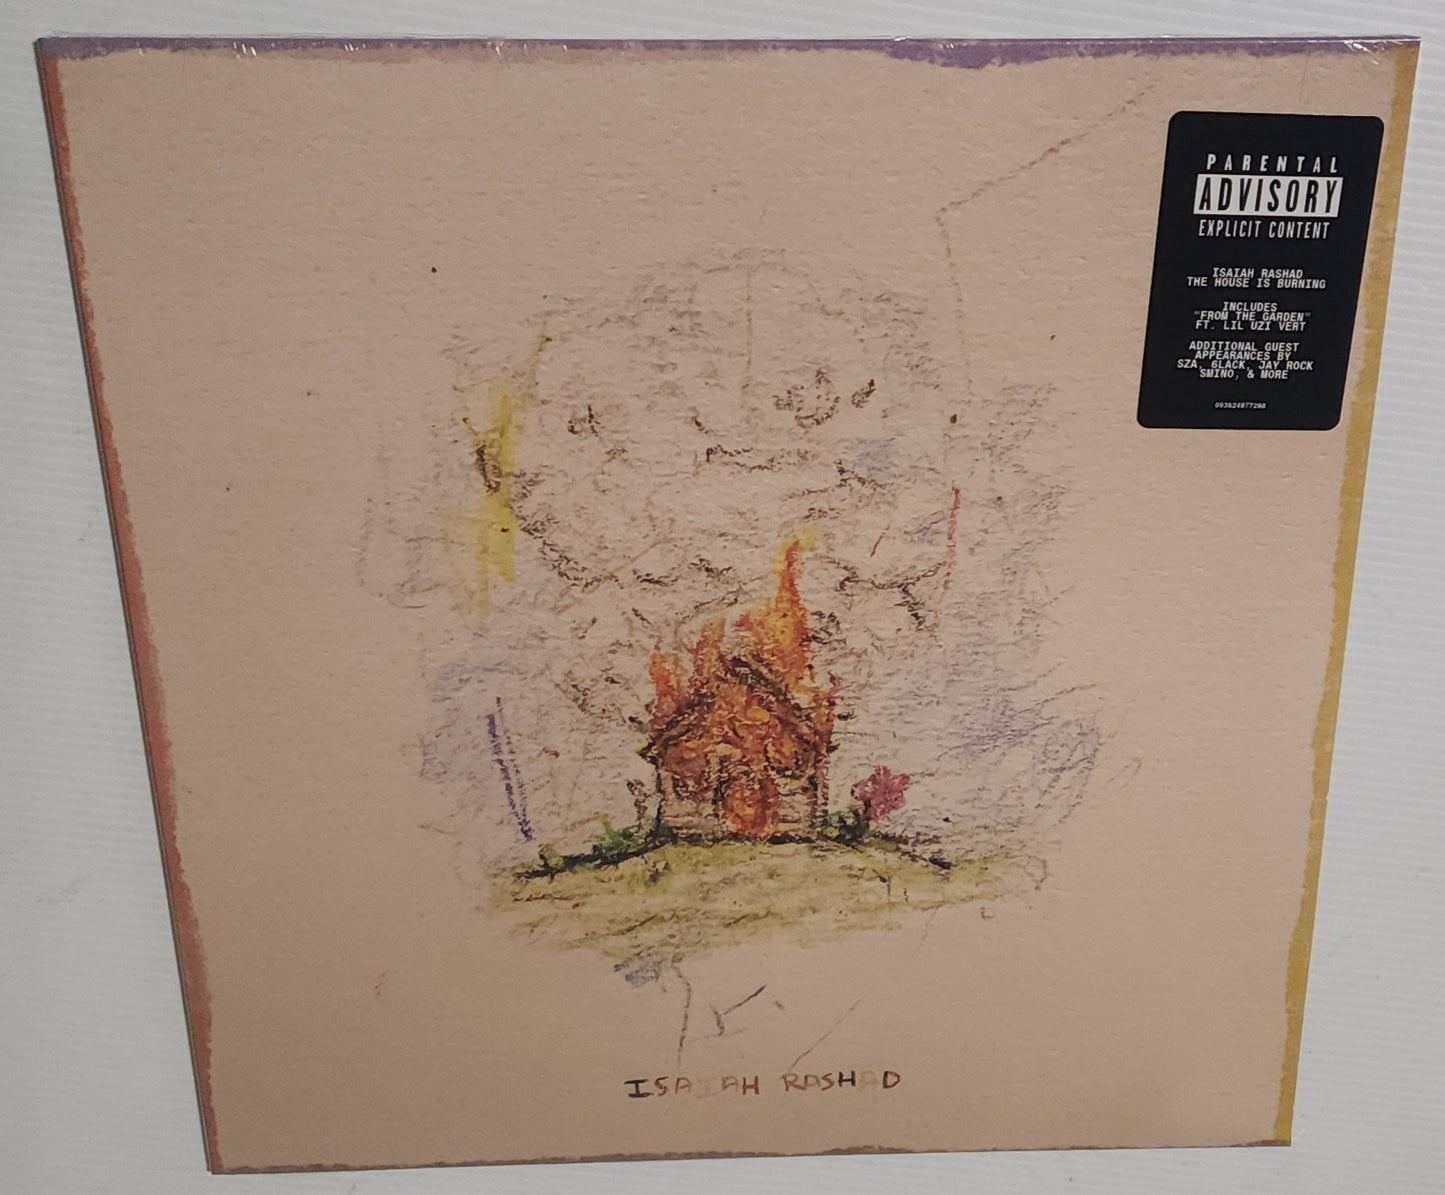 PARENTAL
ADVISORY
EXPLICIT CONTENT
ISAIAH RASHAD
THE HOUSE IS BURNING
INCLUDES
"FROM THE GARDEN"
FT. LIL UZI VERT
ADDITIONAL GUEST
APPEARANCES BY
SZA, 6LACK, JAY ROCK
SMINO, & MORE
ISAIAH RASHAD